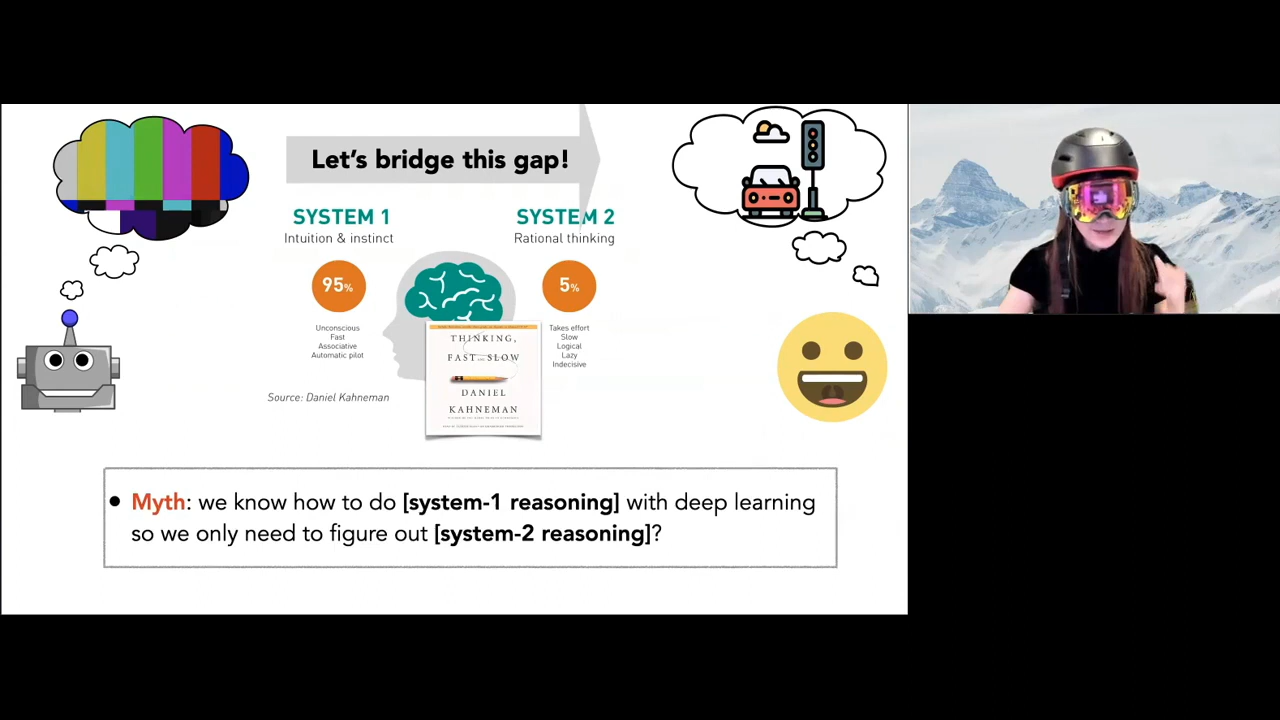 Let's bridge this gap!
SYSTEM 1
Intuition & instinct
SYSTEM 2
Rational thinking
95%
5%
Unconscious
Fast
Associative
Automatic pilot
Takes effort
Slow
Logical
Lazy
Indecisive
THINKING,
FAST AND SLOW
DANIEL
KAHNEMAN
Source: Daniel Kahneman
• Myth: we know how to do [system-1 reasoning] with deep learning
so we only need to figure out [system-2 reasoning]?